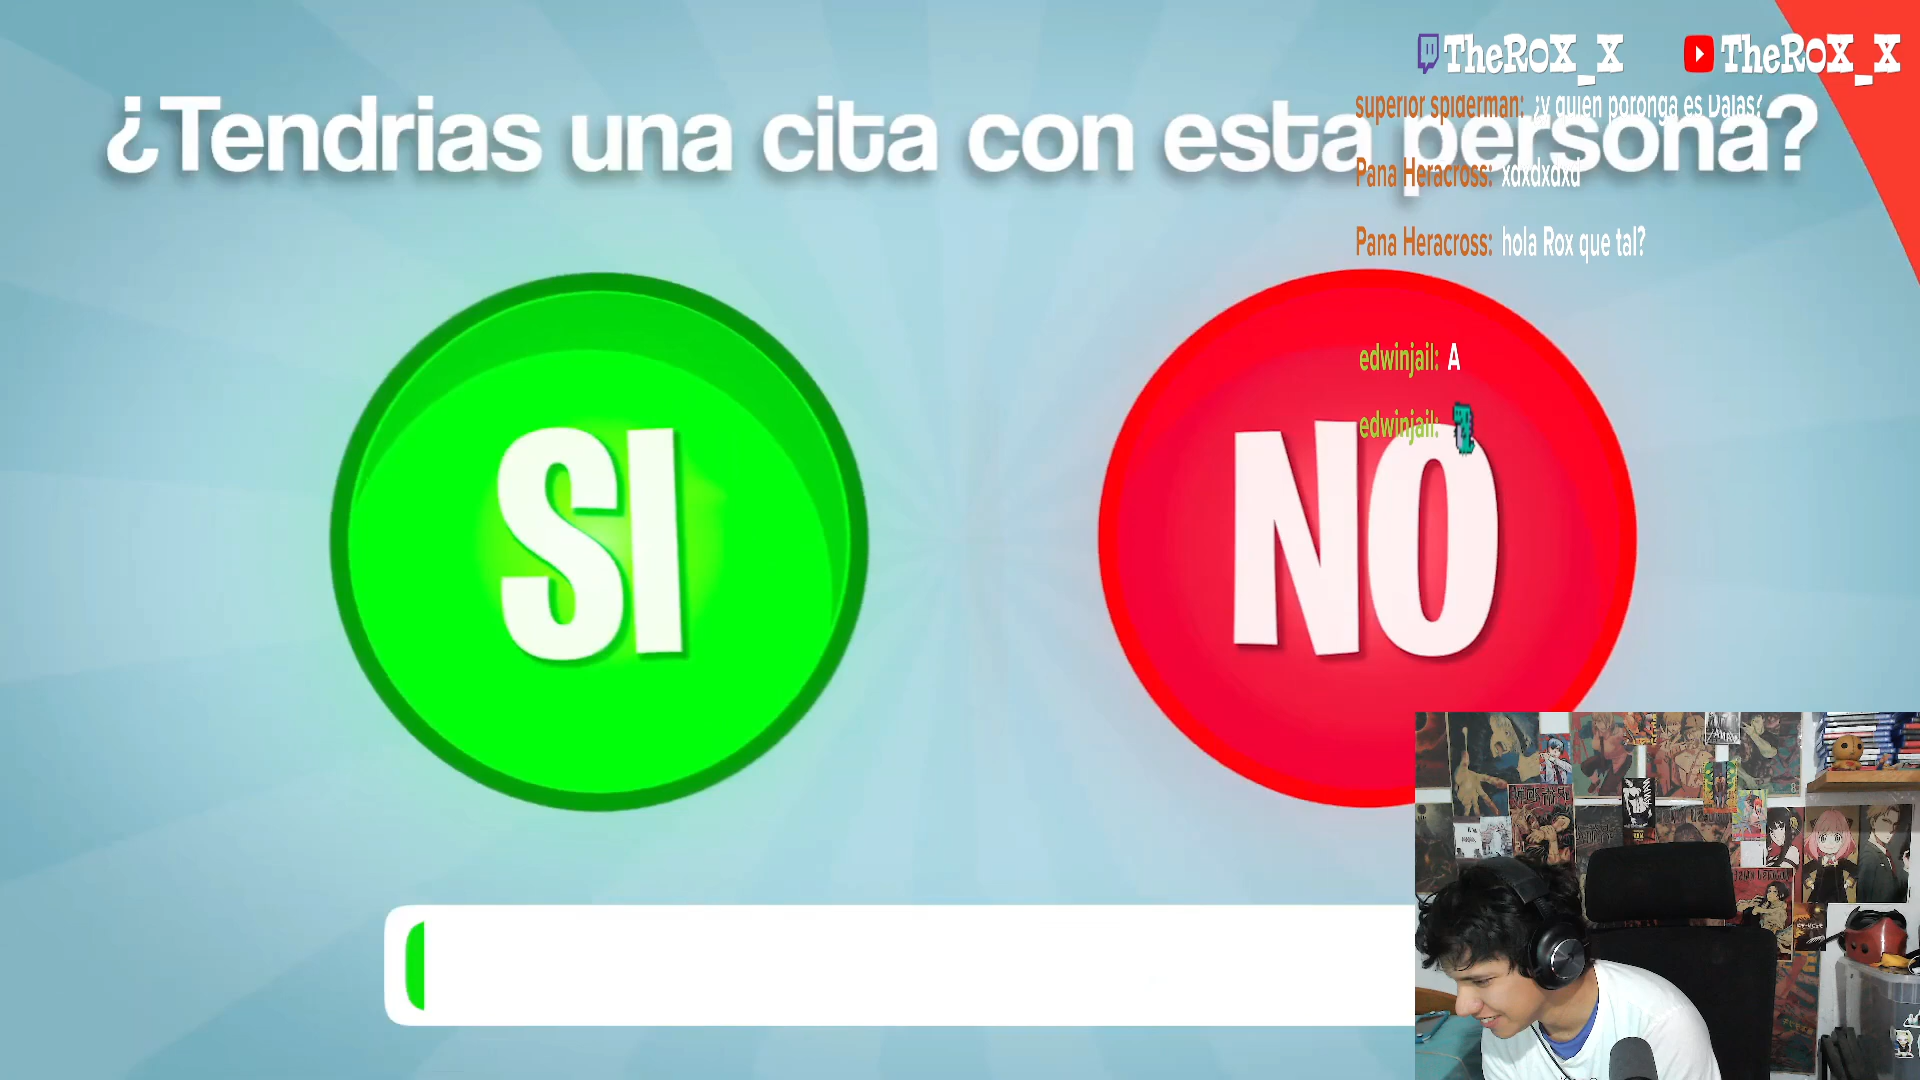 TheRoX_X TheRoX_X
superior spiderman: ¿y quien poronga es Dalas?
¿Tendrias una cita con esta persona?
Pana Heracross: xdxdxdxd
Pana Heracross: hola Rox que tal?
edwinjail: A
edwinjail:
SI
NO